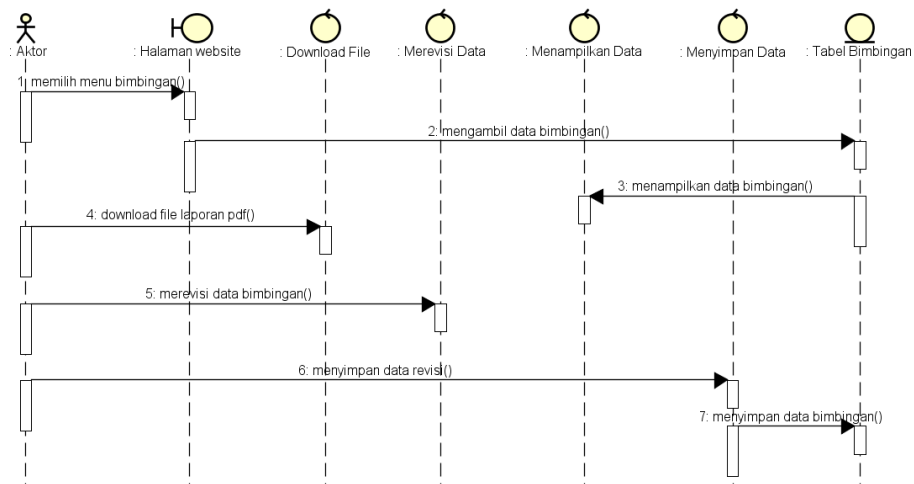 : Aktor
: Halaman website
: Download File
: Merevisi Data
: Menampilkan Data
: Menyimpan Data
: Tabel Bimbingan
1: memilih menu bimbingan()
2: mengambil data bimbingan()
3: menampilkan data bimbingan()
4: download file laporan pdf()
5: merevisi data bimbingan()
6: menyimpan data revisi()
7: menyimpan data bimbingan()